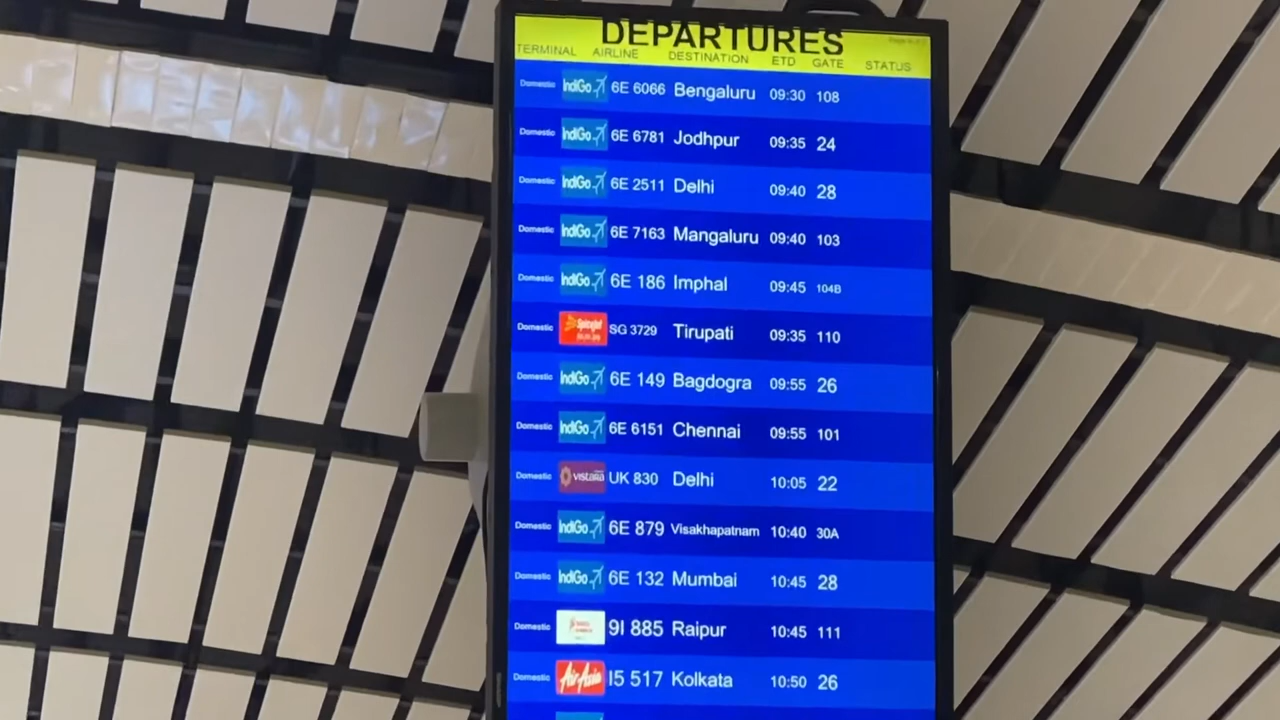 DEPARTURES
TERMINAL AIRLINE DESTINATION ETD GATE STATUS
Domestic IndiGo 6E 6066 Bengaluru 09:30 108
Domestic IndiGo 6E 6781 Jodhpur 09:35 24
Domestic IndiGo 6E 2511 Delhi 09:40 28
Domestic IndiGo 6E 7163 Mangaluru 09:40 103
Domestic IndiGo 6E 186 Imphal 09:45 104B
Domestic SpiceJet SG 3729 Tirupati 09:35 110
Domestic IndiGo 6E 149 Bagdogra 09:55 26
Domestic IndiGo 6E 6151 Chennai 09:55 101
Domestic vistara UK 830 Delhi 10:05 22
Domestic IndiGo 6E 879 Visakhapatnam 10:40 30A
Domestic IndiGo 6E 132 Mumbai 10:45 28
Domestic 9I 885 Raipur 10:45 111
Domestic AirAsia I5 517 Kolkata 10:50 26